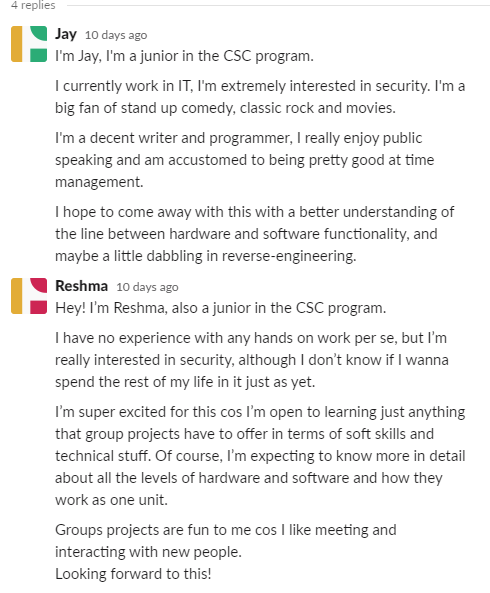 4 replies
Jay 10 days ago
I'm Jay, I'm a junior in the CSC program.
I currently work in IT, I'm extremely interested in security. I'm a
big fan of stand up comedy, classic rock and movies.
I'm a decent writer and programmer, I really enjoy public
speaking and am accustomed to being pretty good at time
management.
I hope to come away with this with a better understanding of
the line between hardware and software functionality, and
maybe a little dabbling in reverse-engineering.
Reshma 10 days ago
Hey! I’m Reshma, also a junior in the CSC program.
I have no experience with any hands on work per se, but I’m
really interested in security, although I don’t know if I wanna
spend the rest of my life in it just as yet.
I’m super excited for this cos I’m open to learning just anything
that group projects have to offer in terms of soft skills and
technical stuff. Of course, I’m expecting to know more in detail
about all the levels of hardware and software and how they
work as one unit.
Groups projects are fun to me cos I like meeting and
interacting with new people.
Looking forward to this!